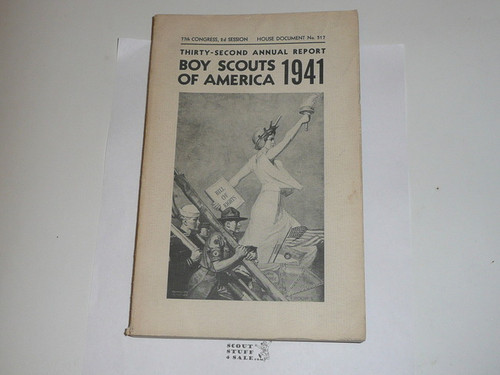 77th CONGRESS, 2d SESSION HOUSE DOCUMENT No. 517
THIRTY-SECOND ANNUAL REPORT
BOY SCOUTS
OF AMERICA 1941
BILL OF RIGHTS
SCOUT
STUFF
4 SALE...